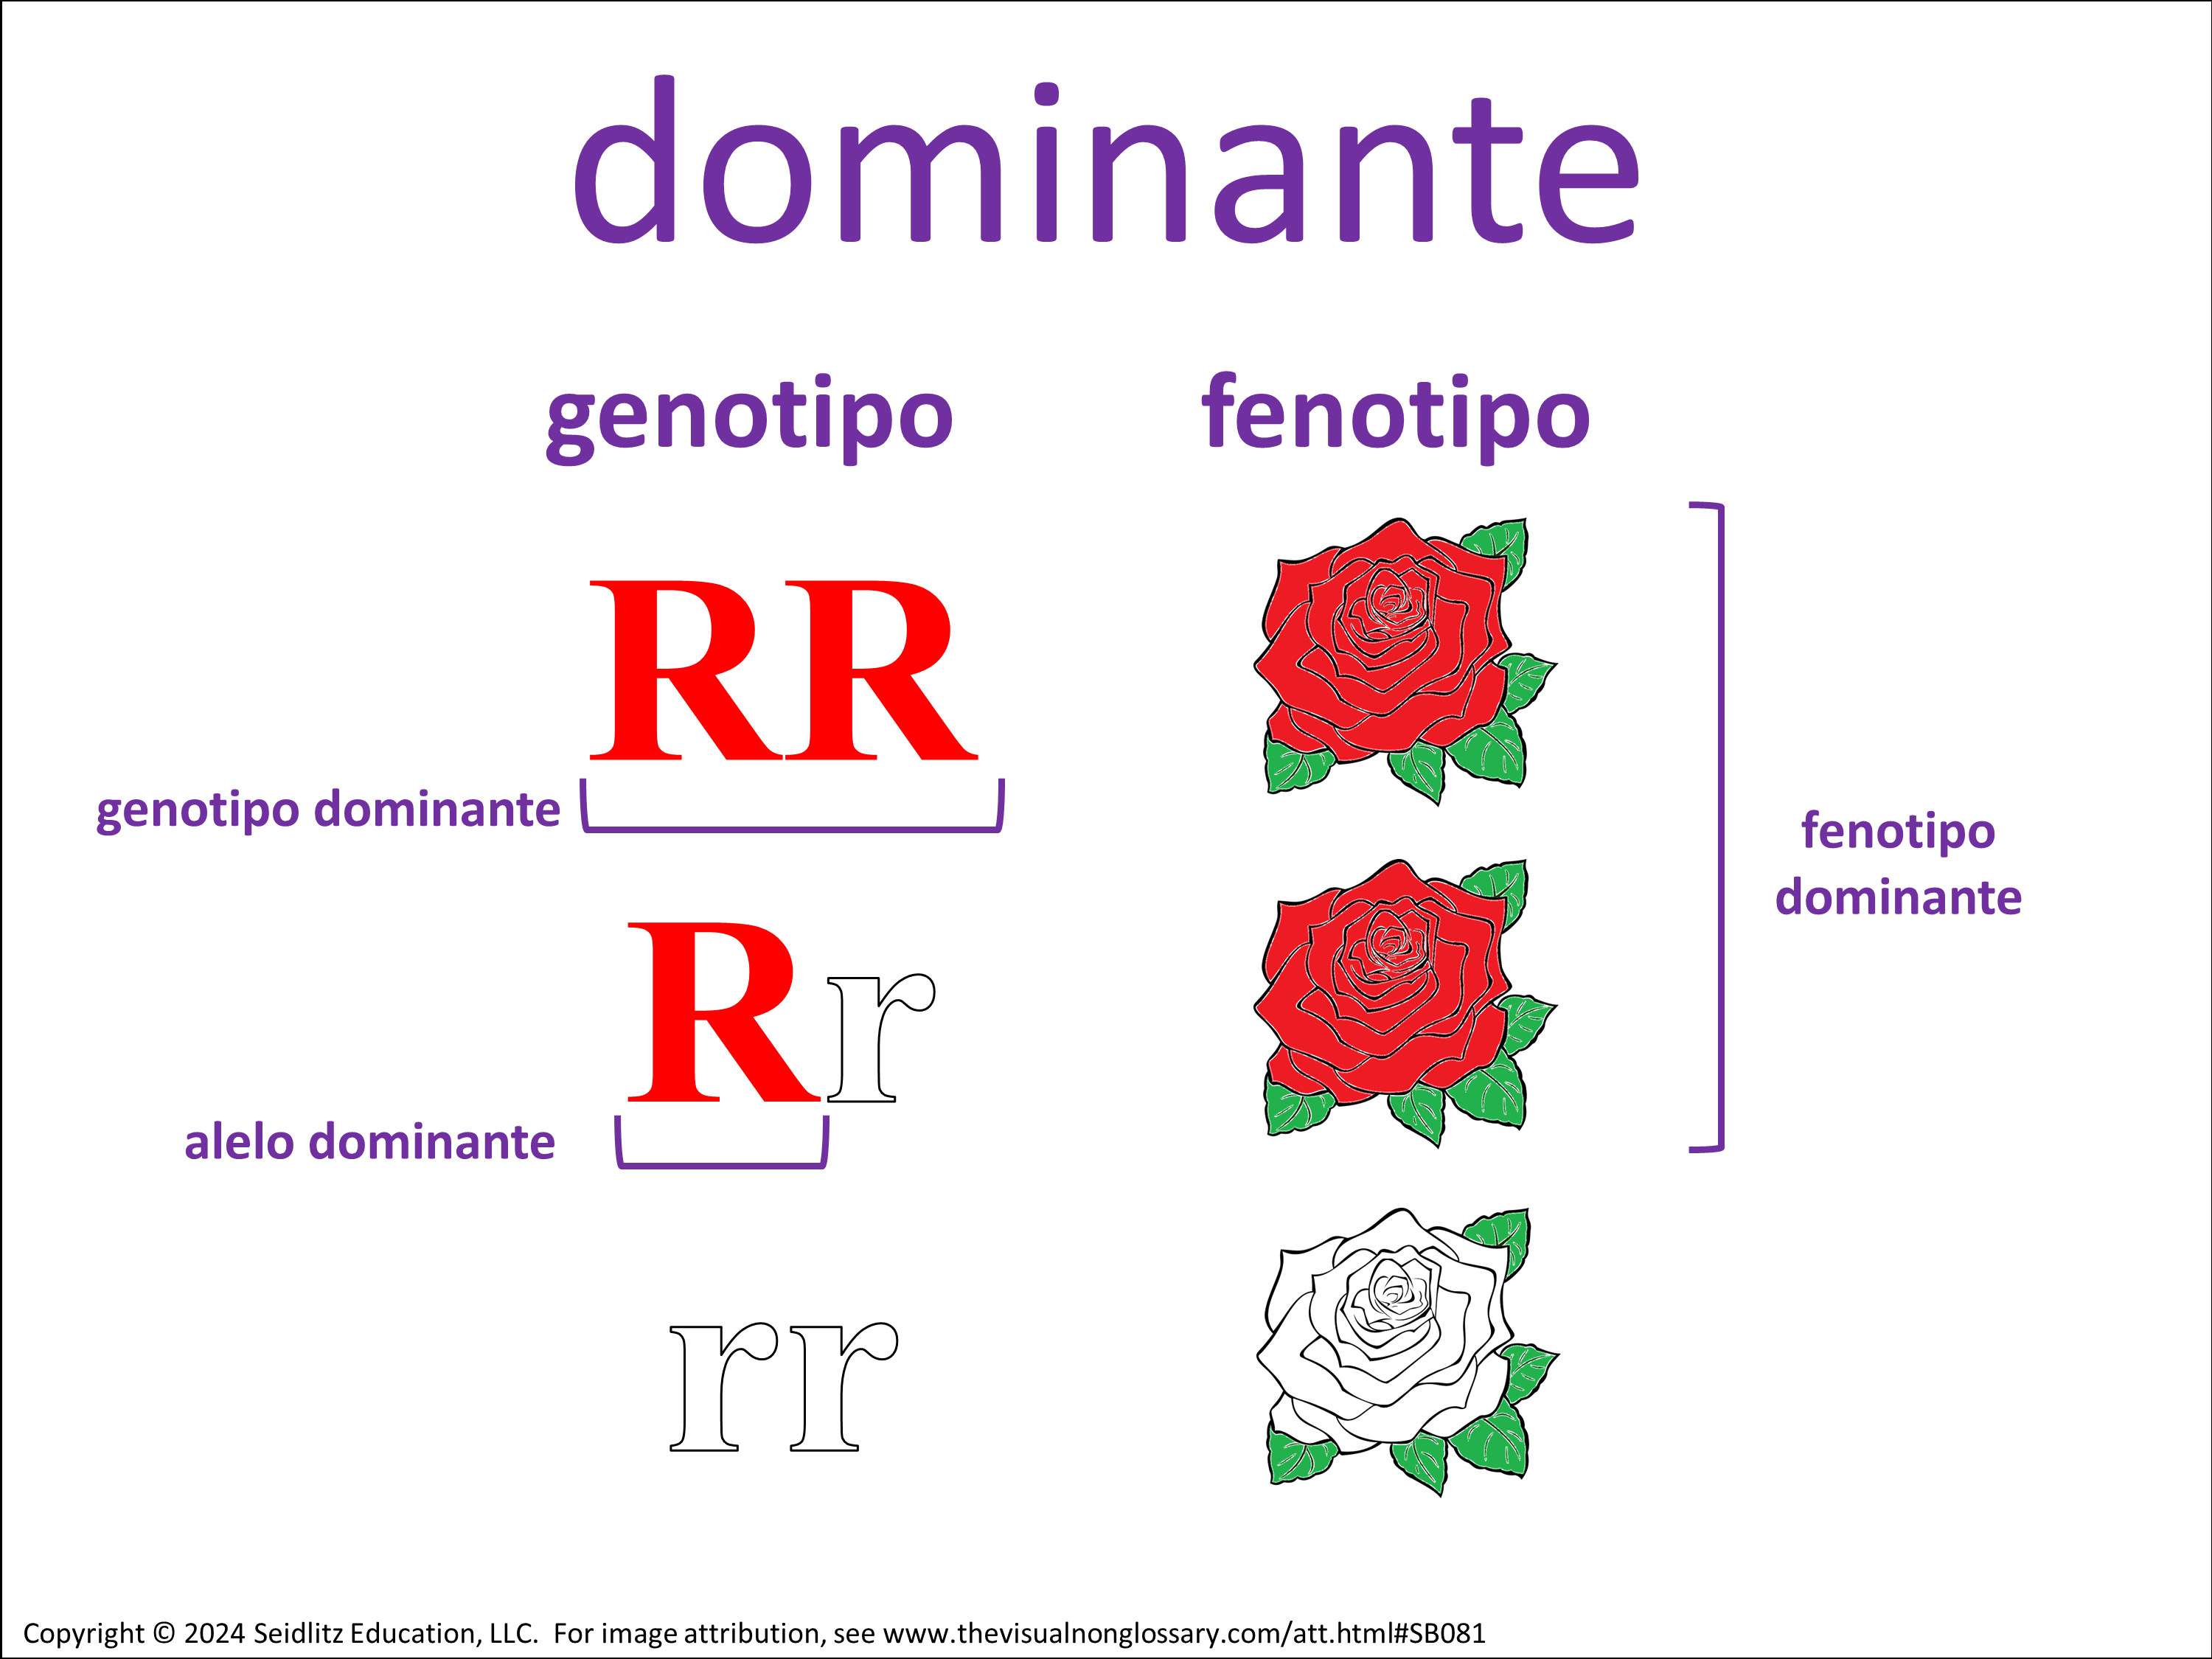 dominante
genotipo
fenotipo
RR
genotipo dominante
fenotipo
dominante
Rr
alelo dominante
rr
Copyright © 2024 Seidlitz Education, LLC.  For image attribution, see www.thevisualnonglossary.com/att.html#SB081